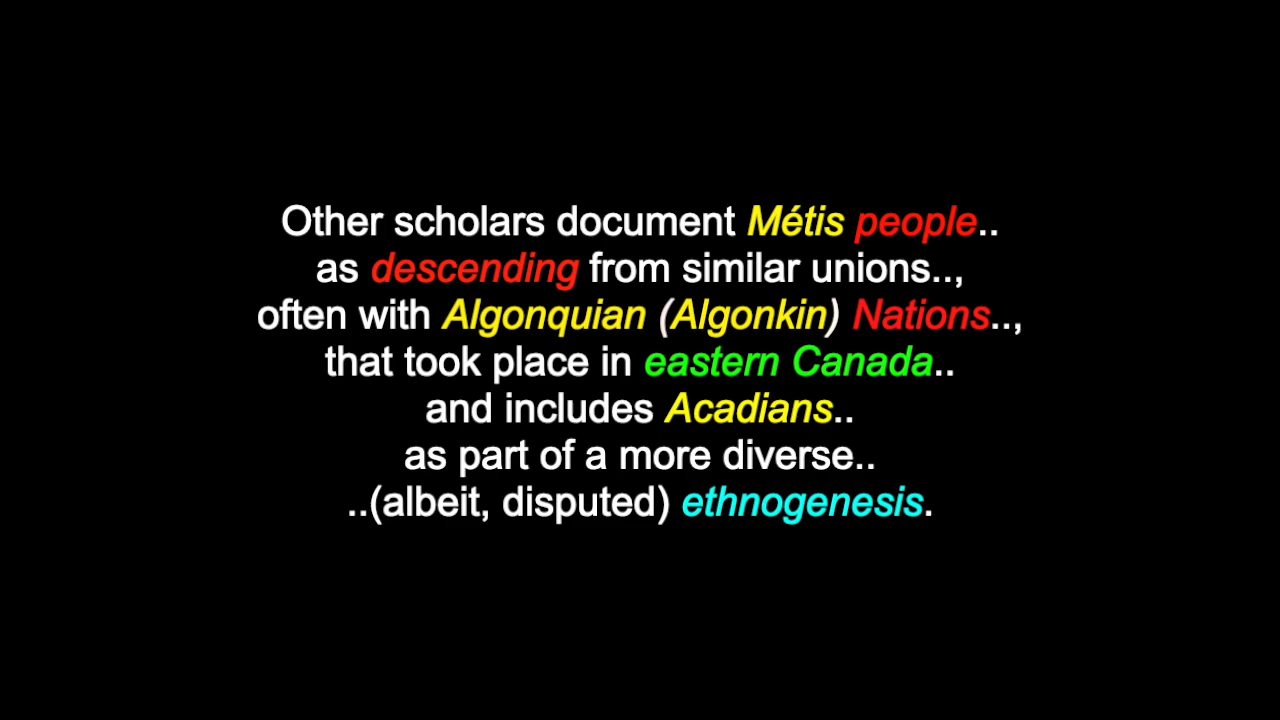 Other scholars document Métis people..
as descending from similar unions..,
often with Algonquian (Algonkin) Nations..,
that took place in eastern Canada..
and includes Acadians..
as part of a more diverse..
..(albeit, disputed) ethnogenesis.